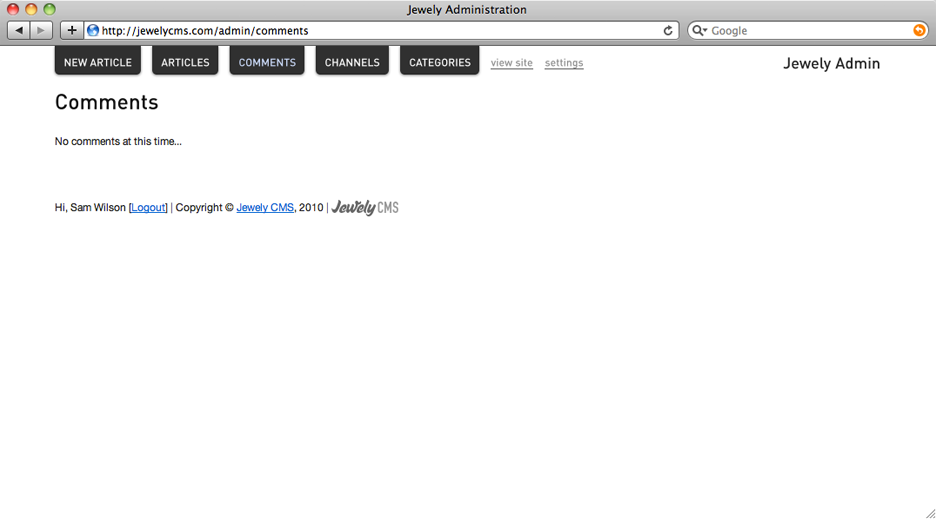 Jewely Administration
http://jewelycms.com/admin/comments Google
NEW ARTICLE ARTICLES COMMENTS CHANNELS CATEGORIES view site settings Jewely Admin
Comments
No comments at this time...
Hi, Sam Wilson [Logout] | Copyright © Jewely CMS, 2010 | Jewely CMS